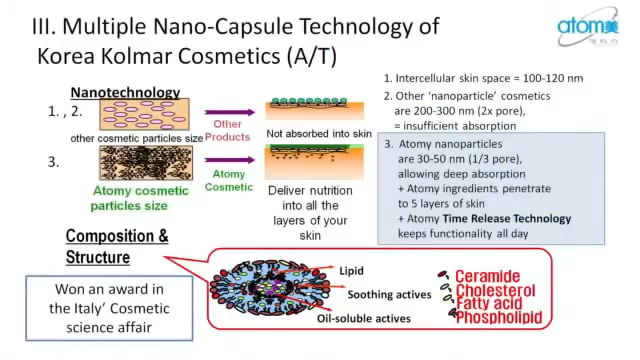 III. Multiple Nano-Capsule Technology of
Korea Kolmar Cosmetics (A/T)
atom美
Nanotechnology
1. , 2.
other cosmetic particles size
Other
Products
Not absorbed into skin
3.
Atomy cosmetic
particles size
Atomy
Cosmetic
Deliver nutrition
into all the
layers of your
skin
1. Intercellular skin space = 100-120 nm
2. Other 'nanoparticle' cosmetics
are 200-300 nm (2x pore),
= insufficient absorption
3. Atomy nanoparticles
are 30-50 nm (1/3 pore),
allowing deep absorption
+ Atomy ingredients penetrate
to 5 layers of skin
+ Atomy Time Release Technology
keeps functionality all day
Composition &
Structure
Won an award in
the Italy' Cosmetic
science affair
Lipid
Soothing actives
Oil-soluble actives
Ceramide
Cholesterol
Fatty acid
Phospholipid